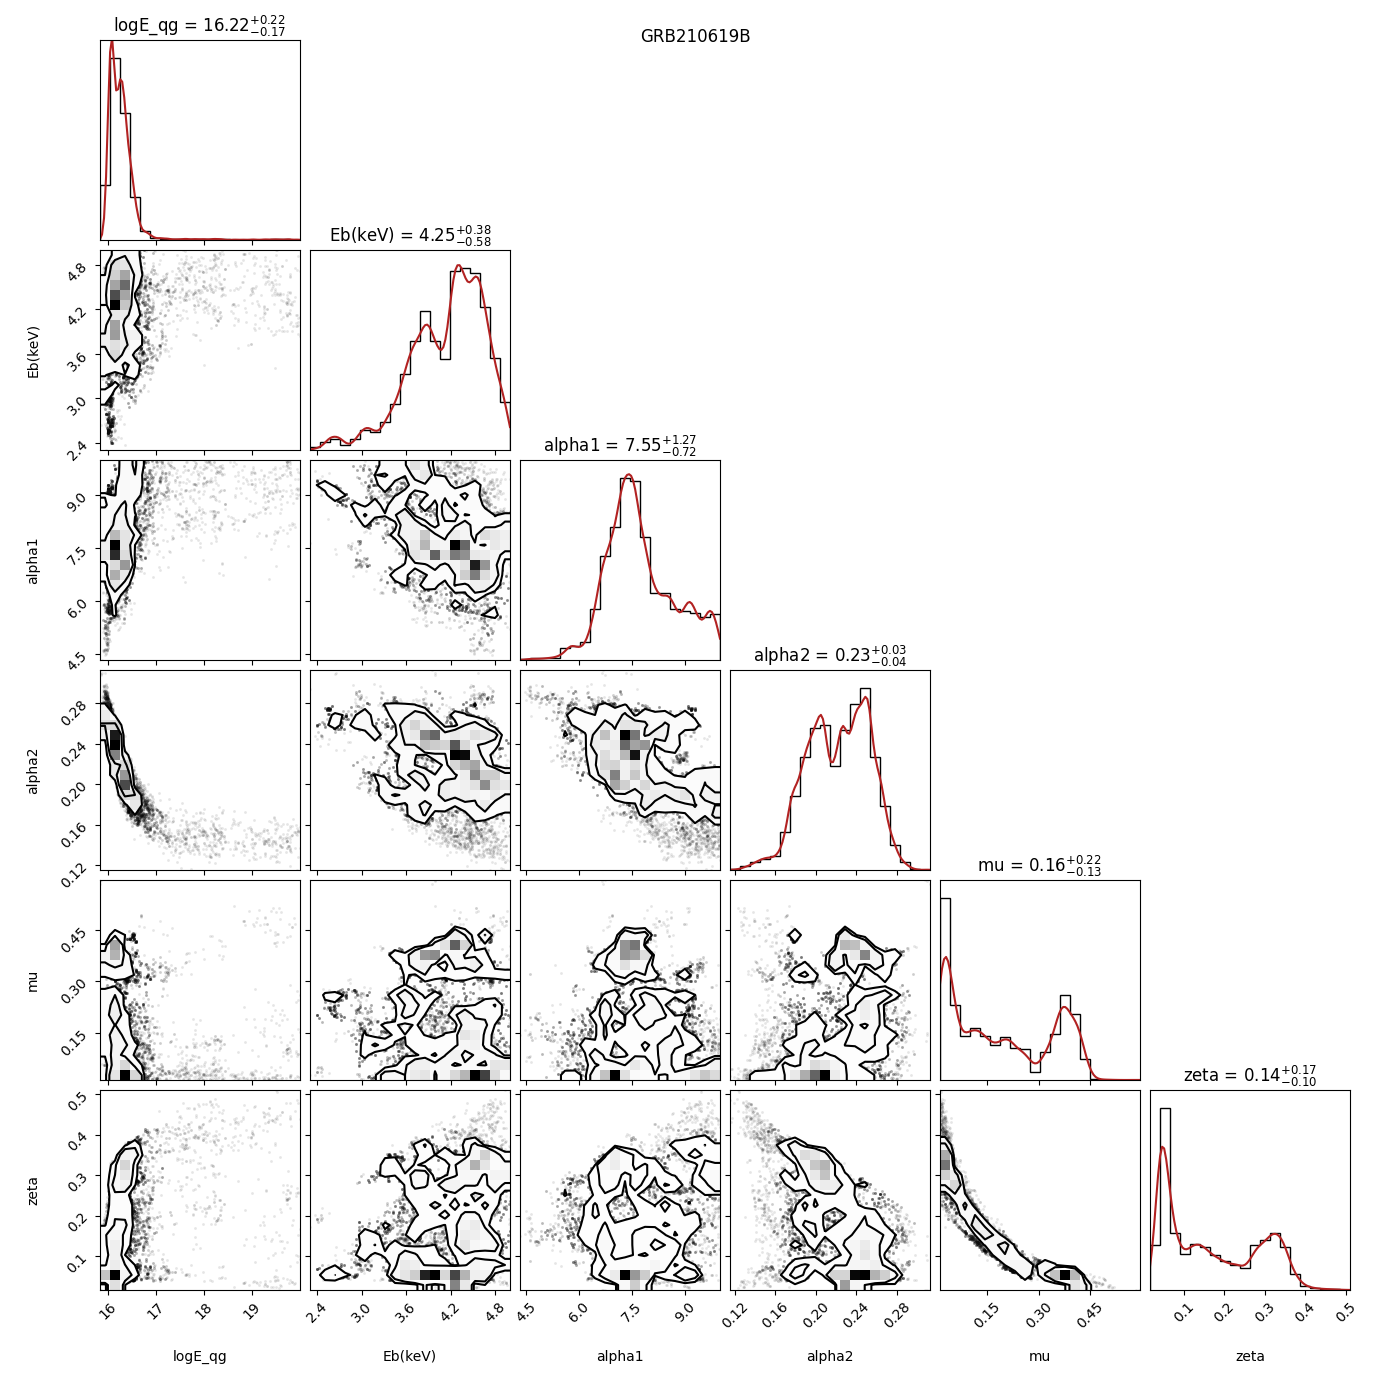 GRB210619B
logE_qg = 16.22+0.22 −0.17
Eb(keV) = 4.25+0.38 −0.58
4.8
4.2
3.6
3.0
2.4
Eb(keV)
alpha1 = 7.55+1.27 −0.72
9.0
7.5
6.0
4.5
alpha1
alpha2 = 0.23+0.03 −0.04
0.28
0.24
0.20
0.16
0.12
alpha2
mu = 0.16+0.22 −0.13
0.45
0.30
0.15
mu
zeta = 0.14+0.17 −0.10
0.5
0.4
0.3
0.2
0.1
zeta
16 17 18 19
2.4 3.0 3.6 4.2 4.8
4.5 6.0 7.5 9.0
0.12 0.16 0.20 0.24 0.28
0.15 0.30 0.45
0.1 0.2 0.3 0.4 0.5
logE_qg Eb(keV) alpha1 alpha2 mu zeta